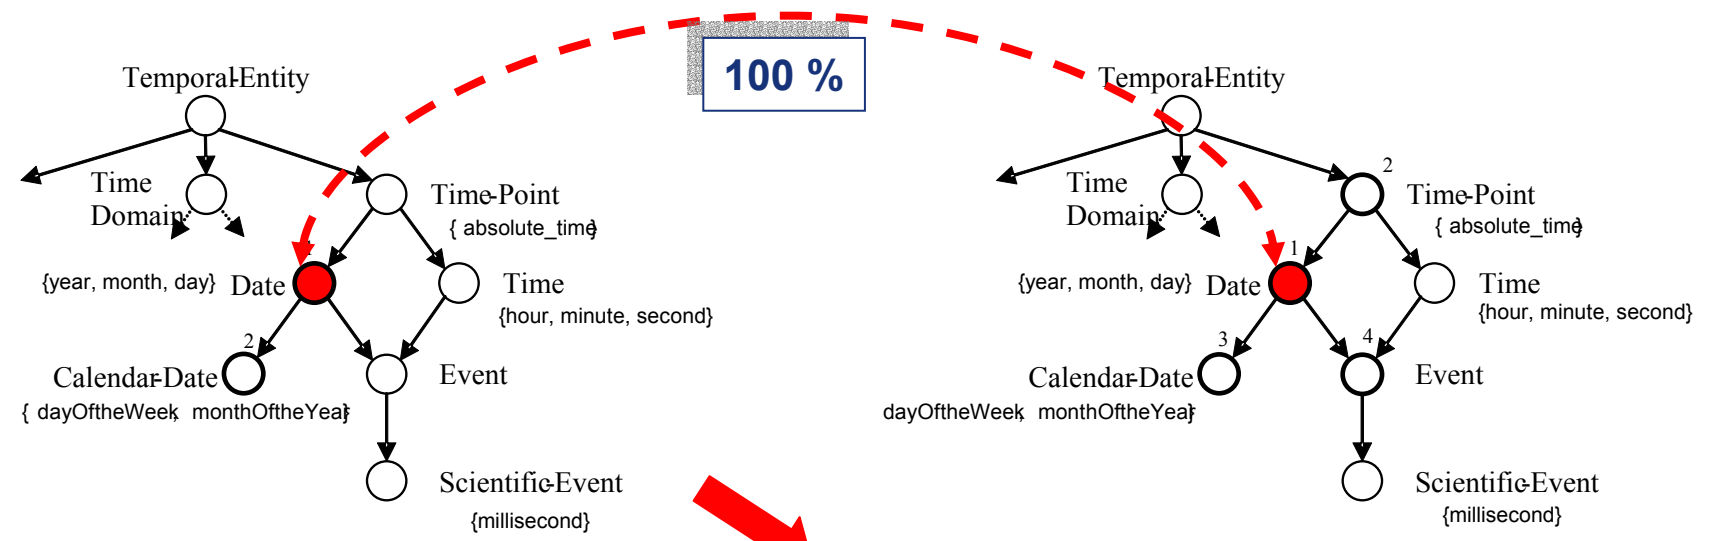 100 %
Temporal-Entity
Time
Domain
Time-Point
{ absolute_time}
1
{year, month, day} Date
Time
{hour, minute, second}
2
Calendar-Date
{ dayOftheWeek, monthOftheYear}
Event
Scientific-Event
{millisecond}
Temporal-Entity
2
Time
Domain
Time-Point
{ absolute_time}
1
{year, month, day} Date
Time
{hour, minute, second}
3
4
Calendar-Date
dayOftheWeek, monthOftheYear}
Event
Scientific-Event
{millisecond}